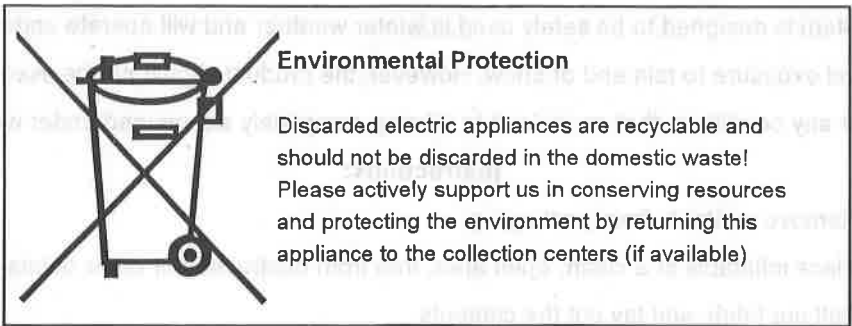 Environmental Protection
Discarded electric appliances are recyclable and
should not be discarded in the domestic waste!
Please actively support us in conserving resources
and protecting the environment by returning this
appliance to the collection centers (if available)